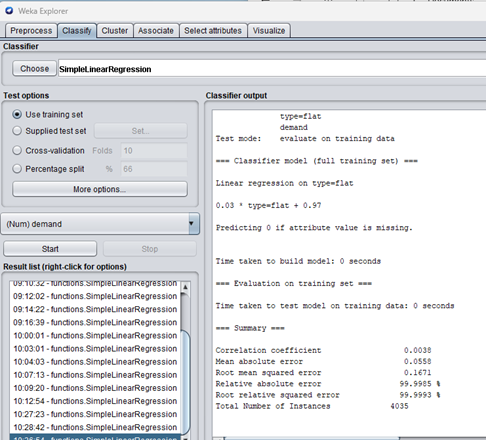 Weka Explorer
Preprocess Classify Cluster Associate Select attributes Visualize
Classifier
Choose SimpleLinearRegression
Test options
Use training set
Supplied test set Set...
Cross-validation Folds 10
Percentage split % 66
More options...
(Num) demand
Start Stop
Result list (right-click for options)
09:10:32 - functions.SimpleLinearRegression
09:12:02 - functions.SimpleLinearRegression
09:14:22 - functions.SimpleLinearRegression
09:16:39 - functions.SimpleLinearRegression
10:00:01 - functions.SimpleLinearRegression
10:03:01 - functions.SimpleLinearRegression
10:04:03 - functions.SimpleLinearRegression
10:07:13 - functions.SimpleLinearRegression
10:09:20 - functions.SimpleLinearRegression
10:12:54 - functions.SimpleLinearRegression
10:27:23 - functions.SimpleLinearRegression
10:28:42 - functions.SimpleLinearRegression
functions.SimpleLinearRegression
Classifier output
type=flat
demand
Test mode: evaluate on training data
=== Classifier model (full training set) ===
Linear regression on type=flat
0.03 * type=flat + 0.97
Predicting 0 if attribute value is missing.
Time taken to build model: 0 seconds
=== Evaluation on training set ===
Time taken to test model on training data: 0 seconds
=== Summary ===
Correlation coefficient 0.0038
Mean absolute error 0.0558
Root mean squared error 0.1671
Relative absolute error 99.9985 %
Root relative squared error 99.9993 %
Total Number of Instances 4035